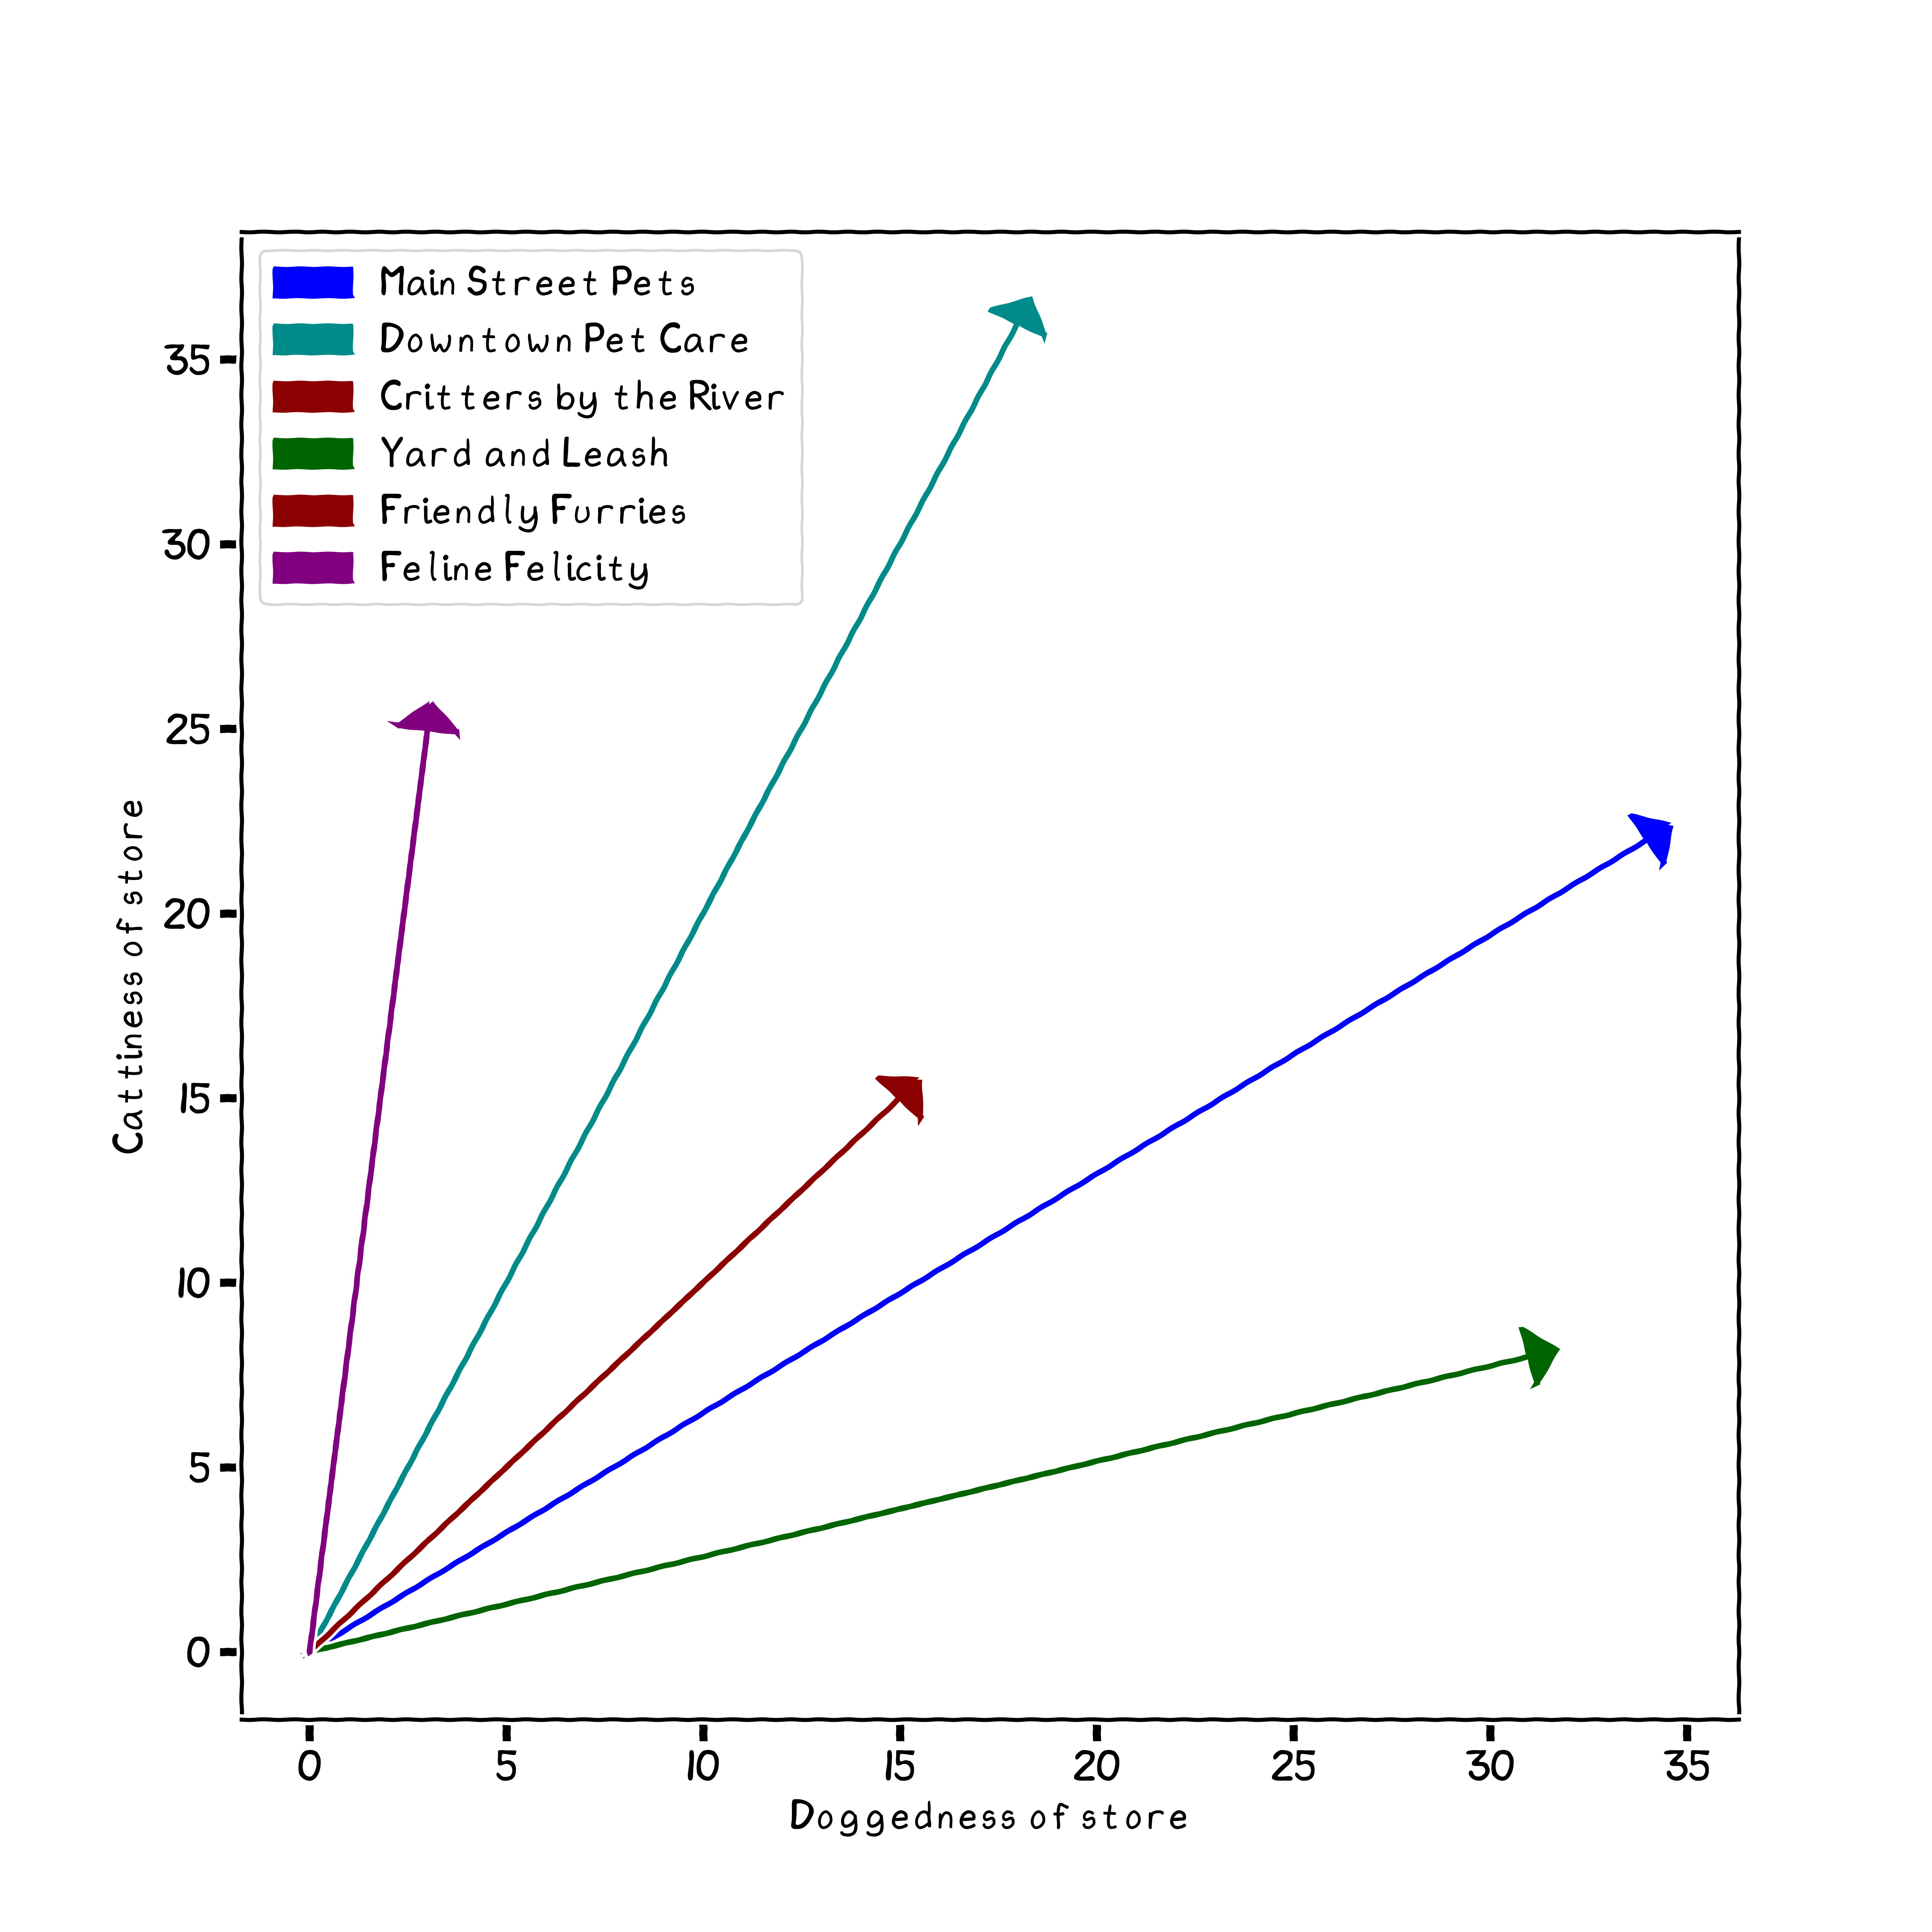 Main Street Pets
Downtown Pet Care
Critters by the River
Yard and Leash
Friendly Furries
Feline Felicity
35
30
25
20
15
10
5
0
Cattiness of store
0 5 10 15 20 25 30 35
Doggedness of store